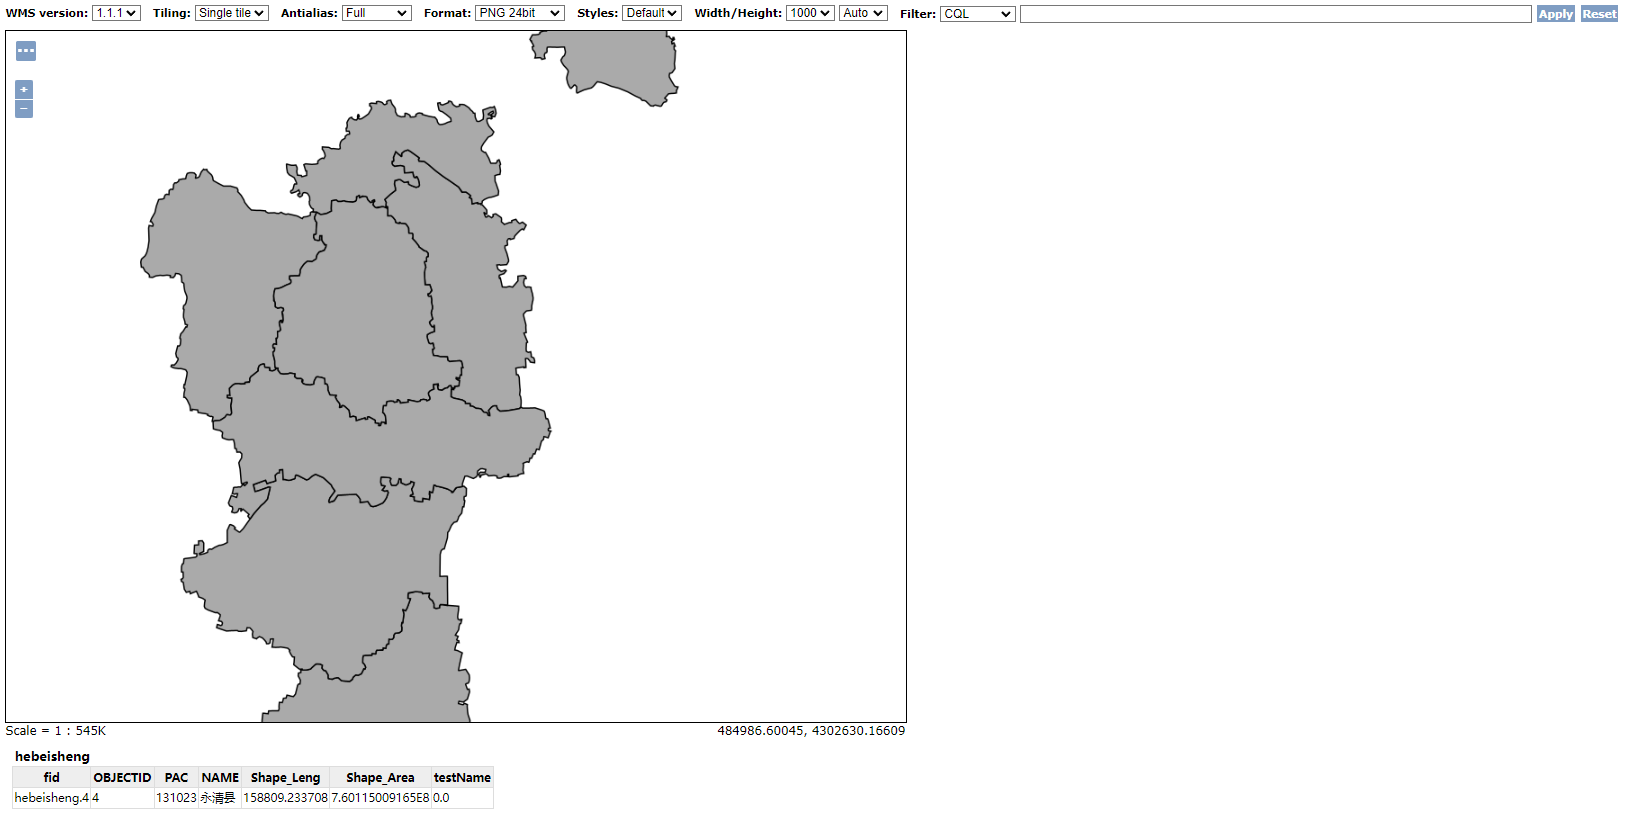 WMS version: 1.1.1 Tiling: Single tile Antialias: Full Format: PNG 24bit Styles: Default Width/Height: 1000 Auto Filter: CQL Apply Reset
...
+
−
Scale = 1 : 545K 484986.60045, 4302630.16609
hebeisheng
fid OBJECTID PAC NAME Shape_Leng Shape_Area testName
hebeisheng.4 4 131023 永清县 158809.233708 7.60115009165E8 0.0